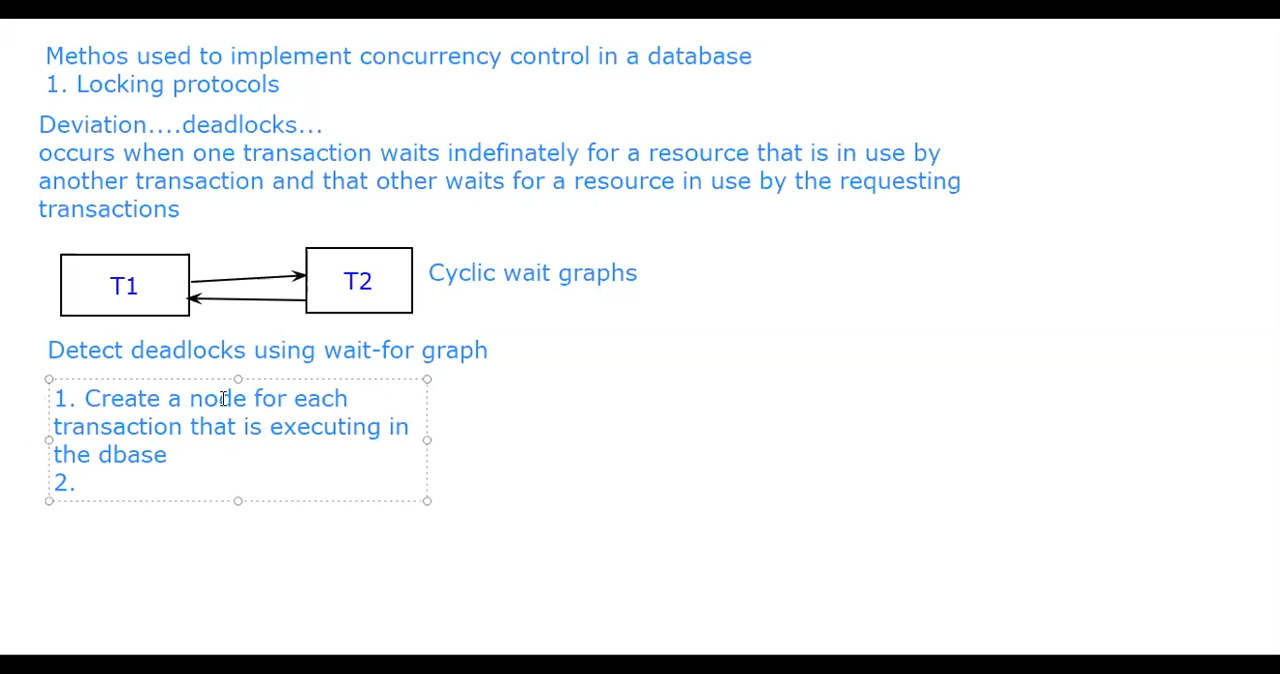 Methos used to implement concurrency control in a database
1. Locking protocols
Deviation....deadlocks...
occurs when one transaction waits indefinately for a resource that is in use by
another transaction and that other waits for a resource in use by the requesting
transactions
T1
T2
Cyclic wait graphs
Detect deadlocks using wait-for graph
1. Create a node for each
transaction that is executing in
the dbase
2.